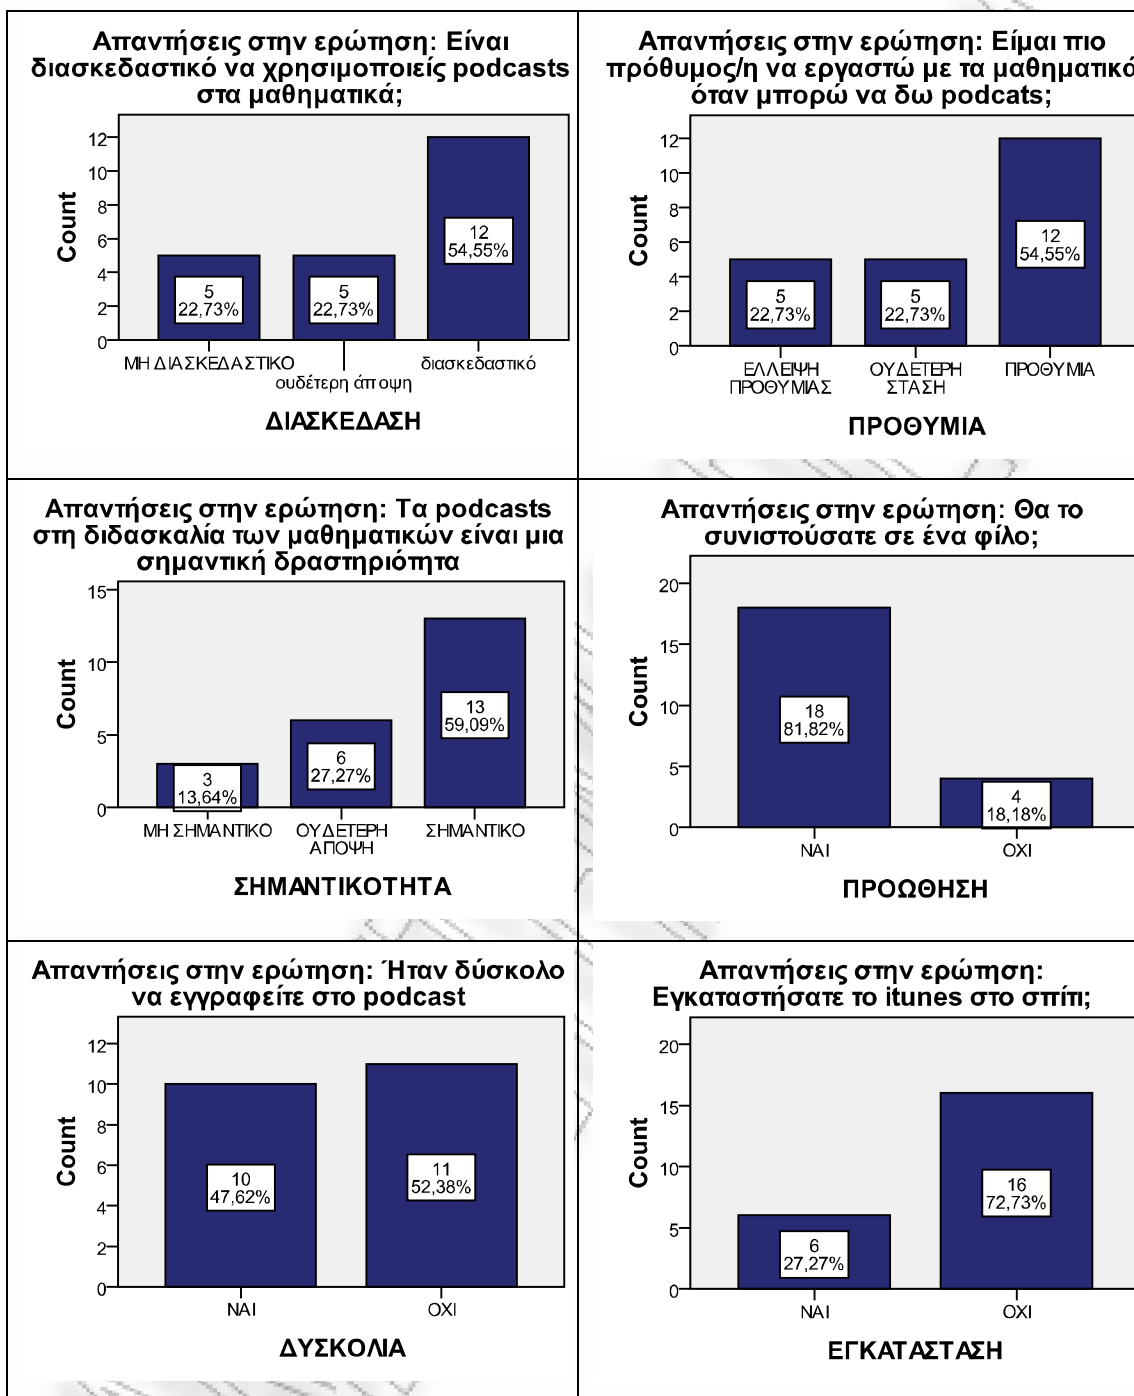 Απαντήσεις στην ερώτηση: Είναι
διασκεδαστικό να χρησιμοποιείς podcasts
στα μαθηματικά;
Count
12
10
8
6
4
2
0
5
22,73%
5
22,73%
12
54,55%
ΜΗ ΔΙΑΣΚΕΔΑΣΤΙΚΟ
ουδέτερη άποψη
διασκεδαστικό
ΔΙΑΣΚΕΔΑΣΗ
Απαντήσεις στην ερώτηση: Είμαι πιο
πρόθυμος/η να εργαστώ με τα μαθηματικά
όταν μπορώ να δω podcats;
Count
12
10
8
6
4
2
0
5
22,73%
5
22,73%
12
54,55%
ΕΛΛΕΙΨΗ
ΠΡΟΘΥΜΙΑΣ
ΟΥΔΕΤΕΡΗ
ΣΤΑΣΗ
ΠΡΟΘΥΜΙΑ
ΠΡΟΘΥΜΙΑ
Απαντήσεις στην ερώτηση: Τα podcasts
στη διδασκαλία των μαθηματικών είναι μια
σημαντική δραστηριότητα
Count
15
10
5
0
3
13,64%
6
27,27%
13
59,09%
ΜΗ ΣΗΜΑΝΤΙΚΟ
ΟΥΔΕΤΕΡΗ
ΑΠΟΨΗ
ΣΗΜΑΝΤΙΚΟ
ΣΗΜΑΝΤΙΚΟΤΗΤΑ
Απαντήσεις στην ερώτηση: Θα το
συνιστούσατε σε ένα φίλο;
Count
20
15
10
5
0
18
81,82%
4
18,18%
ΝΑΙ
ΟΧΙ
ΠΡΟΩΘΗΣΗ
Απαντήσεις στην ερώτηση: Ήταν δύσκολο
να εγγραφείτε στο podcast
Count
12
10
8
6
4
2
0
10
47,62%
11
52,38%
ΝΑΙ
ΟΧΙ
ΔΥΣΚΟΛΙΑ
Απαντήσεις στην ερώτηση:
Εγκαταστήσατε το itunes στο σπίτι;
Count
20
15
10
5
0
6
27,27%
16
72,73%
ΝΑΙ
ΟΧΙ
ΕΓΚΑΤΑΣΤΑΣΗ